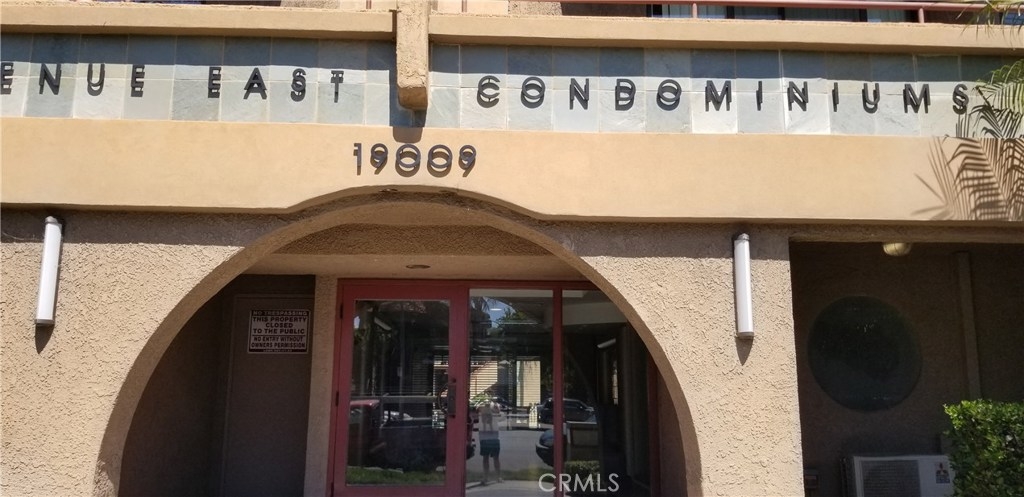 ENUE EAST CONDOMINIUMS
19009
NO TRESPASSING
THIS PROPERTY
CLOSED
TO THE PUBLIC
NO ENTRY WITHOUT
OWNERS PERMISSION
CRMLS